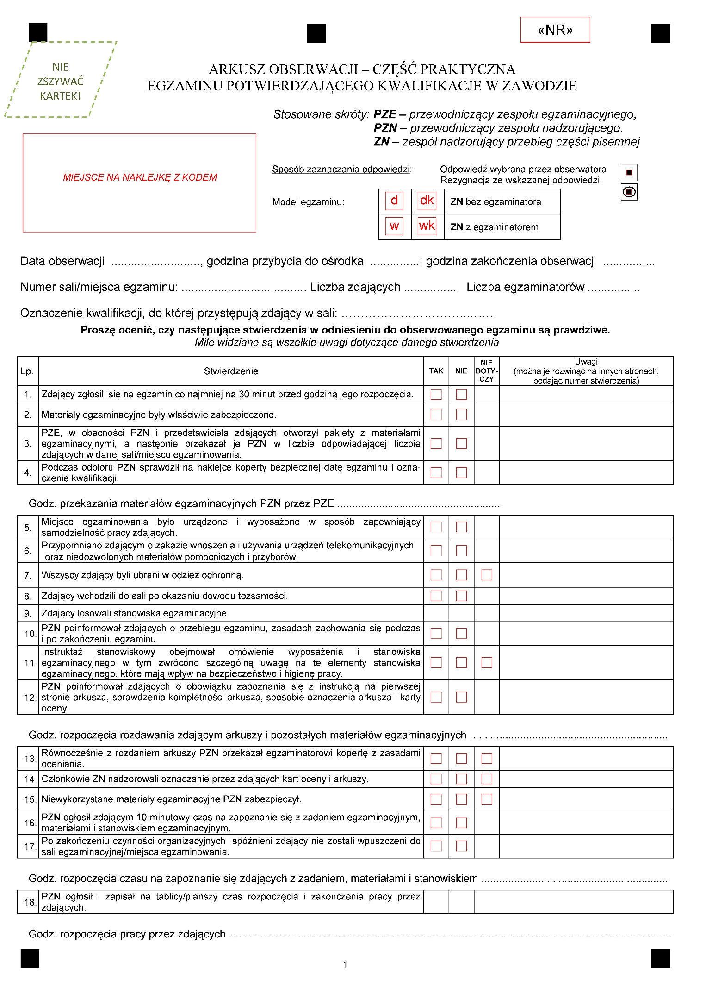 «NR»
NIE
ZSZYWAĆ
KARTEK!
ARKUSZ OBSERWACJI – CZĘŚĆ PRAKTYCZNA
EGZAMINU POTWIERDZAJĄCEGO KWALIFIKACJE W ZAWODZIE
Stosowane skróty: PZE – przewodniczący zespołu egzaminacyjnego,
PZN – przewodniczący zespołu nadzorującego,
ZN – zespół nadzorujący przebieg części pisemnej
MIEJSCE NA NAKLEJKĘ Z KODEM
Sposób zaznaczania odpowiedzi: Odpowiedź wybrana przez obserwatora
Rezygnacja ze wskazanej odpowiedzi:
Model egzaminu: d dk ZN bez egzaminatora
w wk ZN z egzaminatorem
Data obserwacji ..........................., godzina przybycia do ośrodka ...............; godzina zakończenia obserwacji ................
Numer sali/miejsca egzaminu: ...................................... Liczba zdających ................. Liczba egzaminatorów ................
Oznaczenie kwalifikacji, do której przystępują zdający w sali: ……………………………………..
Proszę ocenić, czy następujące stwierdzenia w odniesieniu do obserwowanego egzaminu są prawdziwe.
Mile widziane są wszelkie uwagi dotyczące danego stwierdzenia
Lp. Stwierdzenie TAK NIE NIE DOTY-CZY Uwagi
(można je rozwinąć na innych stronach,
podając numer stwierdzenia)
1. Zdający zgłosili się na egzamin co najmniej na 30 minut przed godziną jego rozpoczęcia.
2. Materiały egzaminacyjne były właściwie zabezpieczone.
3. PZE, w obecności PZN i przedstawiciela zdających otworzył pakiety z materiałami
egzaminacyjnymi, a następnie przekazał je PZN w liczbie odpowiadającej liczbie
zdających w danej sali/miejscu egzaminowania.
4. Podczas odbioru PZN sprawdził na naklejce koperty bezpiecznej datę egzaminu i ozna-
czenie kwalifikacji.
Godz. przekazania materiałów egzaminacyjnych PZN przez PZE ........................................................
5. Miejsce egzaminowania było urządzone i wyposażone w sposób zapewniający
samodzielność pracy zdających.
6. Przypomniano zdającym o zakazie wnoszenia i używania urządzeń telekomunikacyjnych
oraz niedozwolonych materiałów pomocniczych i przyborów.
7. Wszyscy zdający byli ubrani w odzież ochronną.
8. Zdający wchodzili do sali po okazaniu dowodu tożsamości.
9. Zdający losowali stanowiska egzaminacyjne.
10. PZN poinformował zdających o przebiegu egzaminu, zasadach zachowania się podczas
i po zakończeniu egzaminu.
11. Instruktaż stanowiskowy obejmował omówienie wyposażenia i stanowiska
egzaminacyjnego w tym zwrócono szczególną uwagę na te elementy stanowiska
egzaminacyjnego, które mają wpływ na bezpieczeństwo i higienę pracy.
12. PZN poinformował zdających o obowiązku zapoznania się z instrukcją na pierwszej
stronie arkusza, sprawdzenia kompletności arkusza, sposobie oznaczenia arkusza i karty
oceny.
Godz. rozpoczęcia rozdawania zdającym arkuszy i pozostałych materiałów egzaminacyjnych ...................................................................
13. Równocześnie z rozdaniem arkuszy PZN przekazał egzaminatorowi kopertę z zasadami
oceniania.
14. Członkowie ZN nadzorowali oznaczanie przez zdających kart oceny i arkuszy.
15. Niewykorzystane materiały egzaminacyjne PZN zabezpieczył.
16. PZN ogłosił zdającym 10 minutowy czas na zapoznanie się z zadaniem egzaminacyjnym,
materiałami i stanowiskiem egzaminacyjnym.
17. Po zakończeniu czynności organizacyjnych spóźnieni zdający nie zostali wpuszczeni do
sali egzaminacyjnej/miejsca egzaminowania.
Godz. rozpoczęcia czasu na zapoznanie się zdających z zadaniem, materiałami i stanowiskiem ...............................................................
18. PZN ogłosił i zapisał na tablicy/planszy czas rozpoczęcia i zakończenia pracy przez
zdających.
Godz. rozpoczęcia pracy przez zdających ......................................................................................................................................................
1